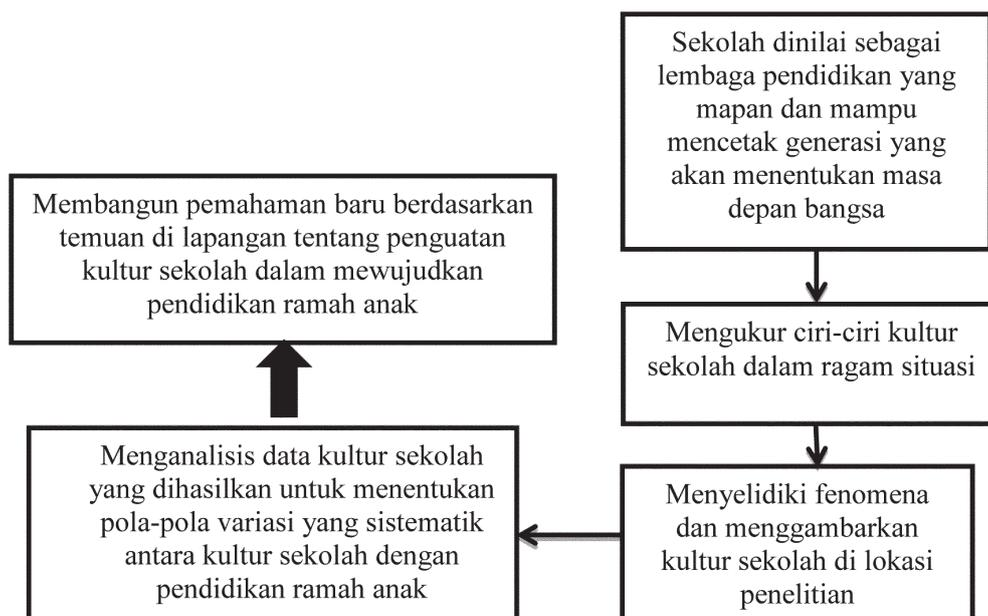 Sekolah dinilai sebagai
lembaga pendidikan yang
mapan dan mampu
mencetak generasi yang
akan menentukan masa
depan bangsa
Mengukur ciri-ciri kultur
sekolah dalam ragam situasi
Menyelidiki fenomena
dan menggambarkan
kultur sekolah di lokasi
penelitian
Menganalisis data kultur sekolah
yang dihasilkan untuk menentukan
pola-pola variasi yang sistematik
antara kultur sekolah dengan
pendidikan ramah anak
Membangun pemahaman baru berdasarkan
temuan di lapangan tentang penguatan
kultur sekolah dalam mewujudkan
pendidikan ramah anak